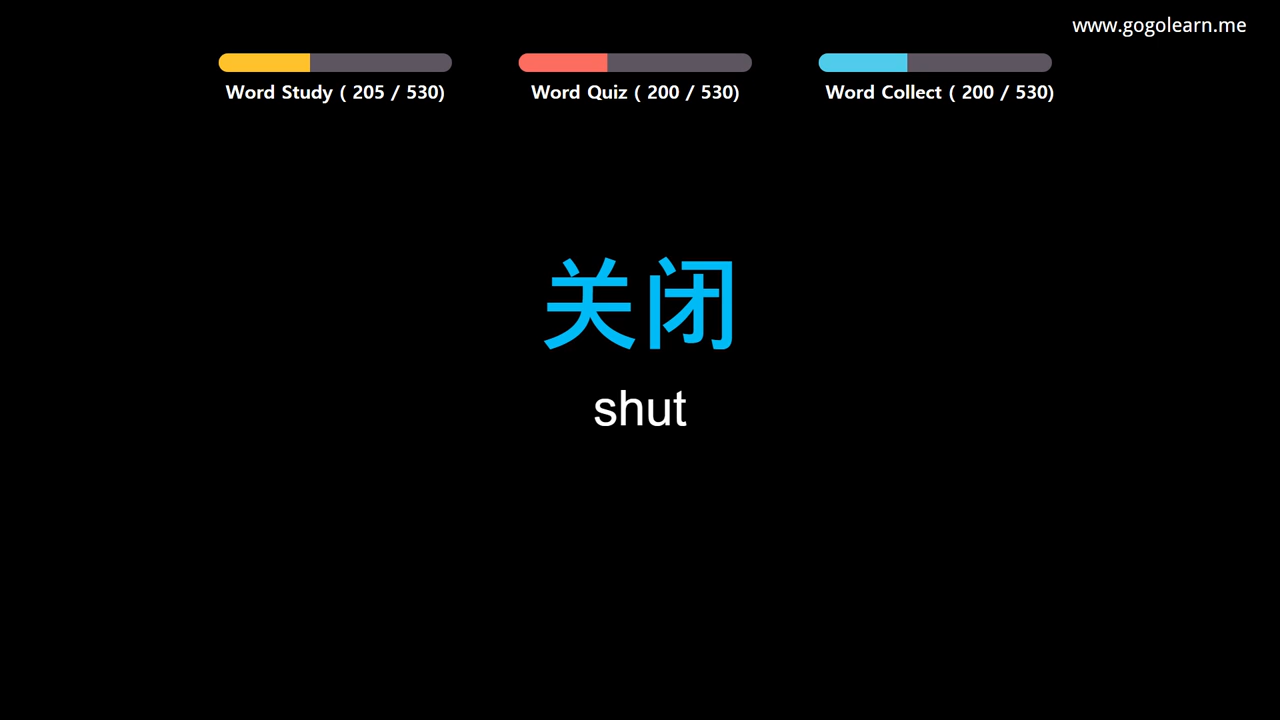 www.gogolearn.me
Word Study ( 205 / 530)
Word Quiz ( 200 / 530)
Word Collect ( 200 / 530)
关闭
shut